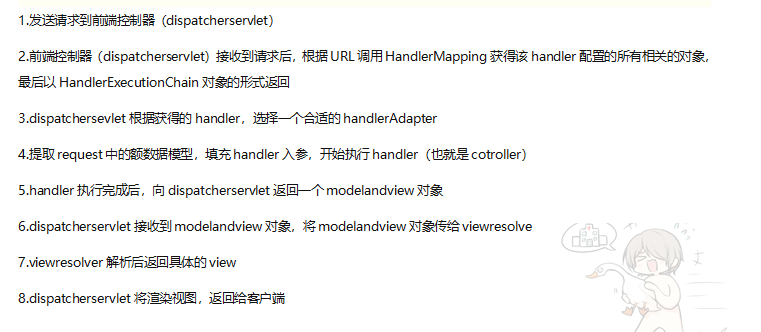 1.发送请求到前端控制器（dispatcherservlet）
2.前端控制器（dispatcherservlet）接收到请求后，根据 URL 调用 HandlerMapping 获得该 handler 配置的所有相关的对象，
最后以 HandlerExecutionChain 对象的形式返回
3.dispatchersevlet 根据获得的 handler，选择一个合适的 handlerAdapter
4.提取 request 中的额数据模型，填充 handler 入参，开始执行 handler（也就是 cotroller）
5.handler 执行完成后，向 dispatcherservlet 返回一个 modelandview 对象
6.dispatcherservlet 接收到 modelandview 对象，将 modelandview 对象传给 viewresolve
7.viewresolver 解析后返回具体的 view
8.dispatcherservlet 将渲染视图，返回给客户端